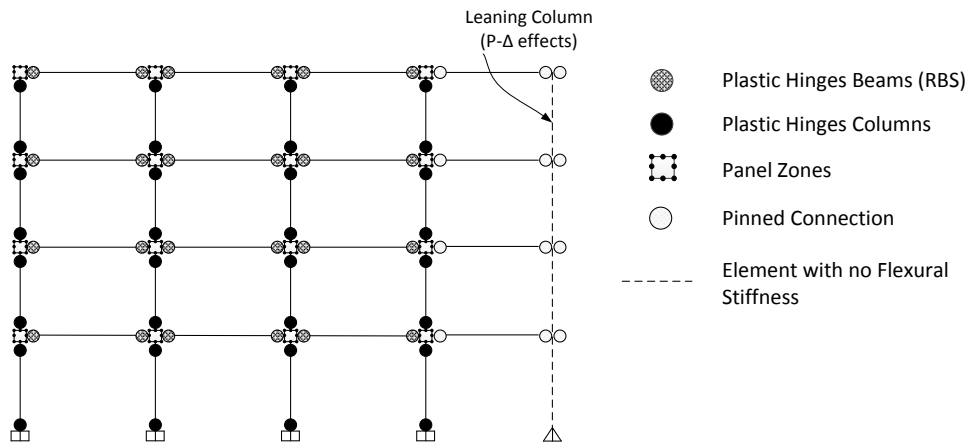 Leaning Column
(P-Δ effects)
Plastic Hinges Beams (RBS)
Plastic Hinges Columns
Panel Zones
Pinned Connection
Element with no Flexural
Stiffness